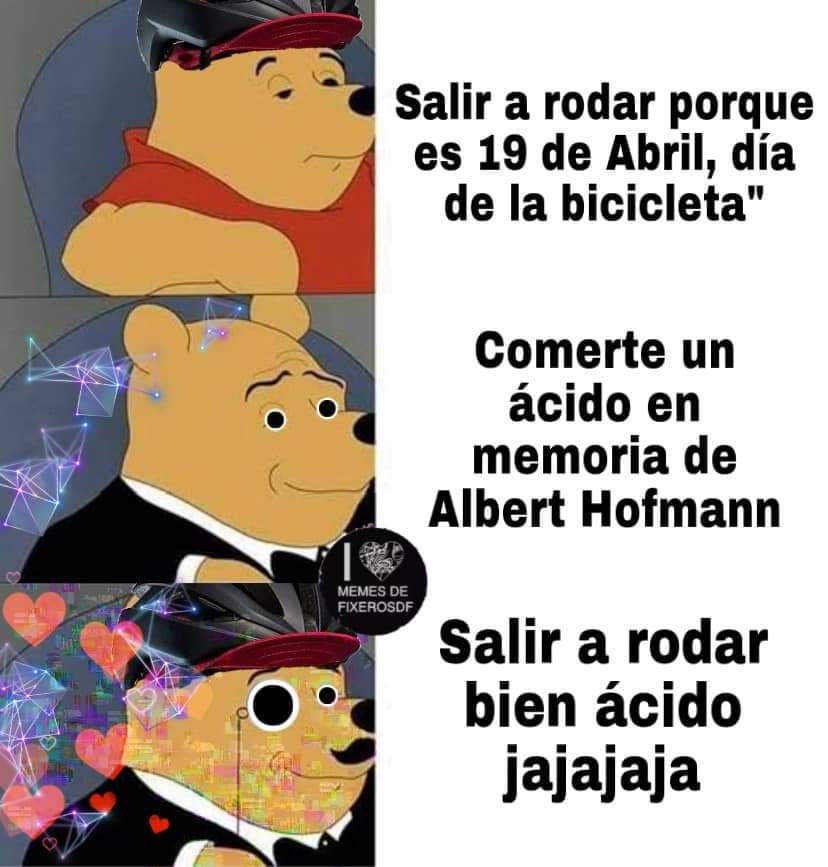 Salir a rodar porque
es 19 de Abril, día
de la bicicleta"
Comerte un
ácido en
memoria de
Albert Hofmann
I
MEMES DE
FIXEROSDF
Salir a rodar
bien ácido
jajajaja